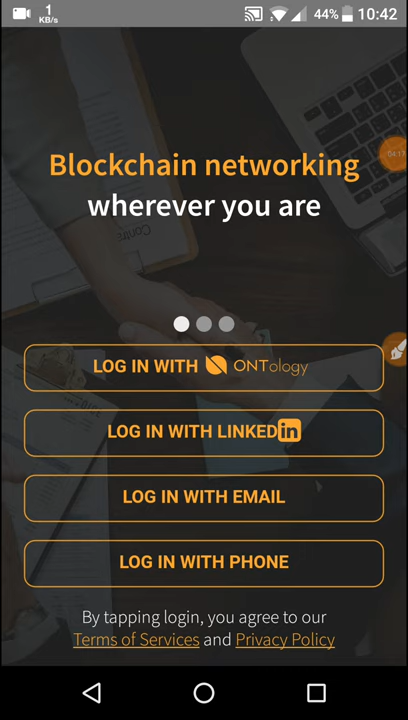 1
KB/s
44%
10:42
Blockchain networking
wherever you are
04:17
LOG IN WITH ONTology
LOG IN WITH LINKEDin
LOG IN WITH EMAIL
LOG IN WITH PHONE
By tapping login, you agree to our
Terms of Services and Privacy Policy